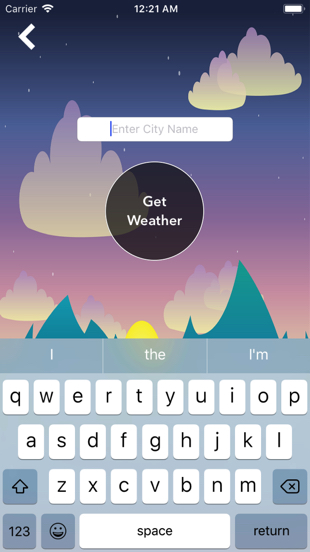 Carrier 12:21 AM
Enter City Name
Get
Weather
I the I'm
q w e r t y u i o p
a s d f g h j k l
z x c v b n m
123 space return